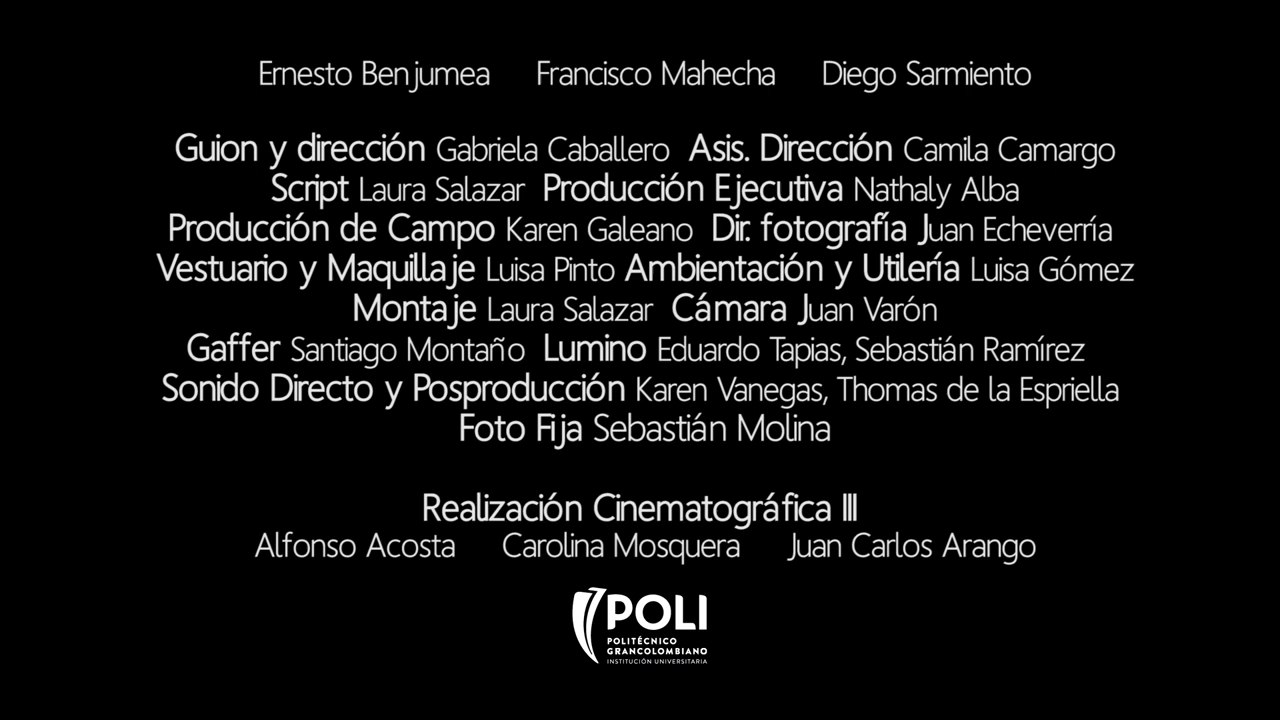 Ernesto Benjumea Francisco Mahecha Diego Sarmiento
Guion y dirección Gabriela Caballero Asis. Dirección Camila Camargo
Script Laura Salazar Producción Ejecutiva Nathaly Alba
Producción de Campo Karen Galeano Dir. fotografía Juan Echeverría
Vestuario y Maquillaje Luisa Pinto Ambientación y Utilería Luisa Gómez
Montaje Laura Salazar Cámara Juan Varón
Gaffer Santiago Montaño Lumino Eduardo Tapias, Sebastián Ramírez
Sonido Directo y Posproducción Karen Vanegas, Thomas de la Espriella
Foto Fija Sebastián Molina
Realización Cinematográfica III
Alfonso Acosta Carolina Mosquera Juan Carlos Arango
POLI
POLITÉCNICO
GRANCOLOMBIANO
INSTITUCIÓN UNIVERSITARIA